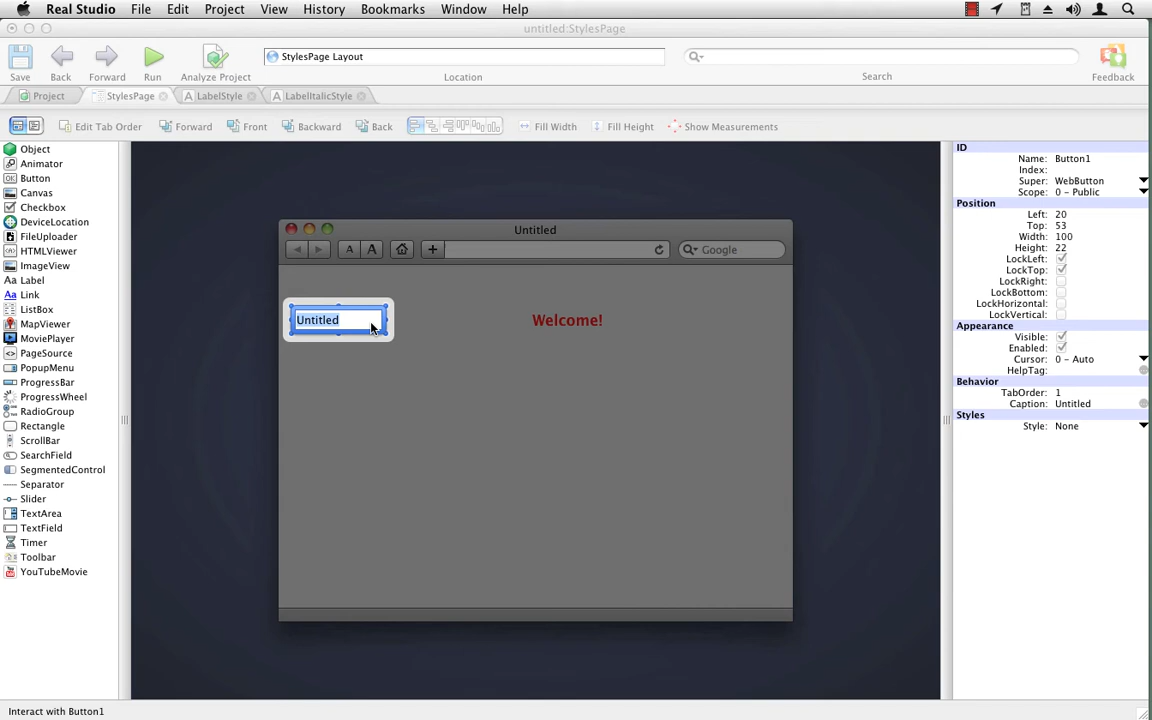 Real Studio File Edit Project View History Bookmarks Window Help
untitled:StylesPage
StylesPage Layout
Save Back Forward Run Analyze Project Location Search Feedback
Project StylesPage LabelStyle LabelItalicStyle
Edit Tab Order Forward Front Backward Back Fill Width Fill Height Show Measurements
Object
Animator
Button
Canvas
Checkbox
DeviceLocation
FileUploader
HTMLViewer
ImageView
Label
Link
ListBox
MapViewer
MoviePlayer
PageSource
PopupMenu
ProgressBar
ProgressWheel
RadioGroup
Rectangle
ScrollBar
SearchField
SegmentedControl
Separator
Slider
TextArea
TextField
Timer
Toolbar
YouTubeMovie
Untitled
A A + Google
Untitled
Welcome!
ID
Name: Button1
Index:
Super: WebButton
Scope: 0 - Public
Position
Left: 20
Top: 53
Width: 100
Height: 22
LockLeft:
LockTop:
LockRight:
LockBottom:
LockHorizontal:
LockVertical:
Appearance
Visible:
Enabled:
Cursor: 0 - Auto
HelpTag:
Behavior
TabOrder: 1
Caption: Untitled
Styles
Style: None
Interact with Button1